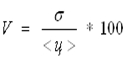 V = σ / <y> * 100